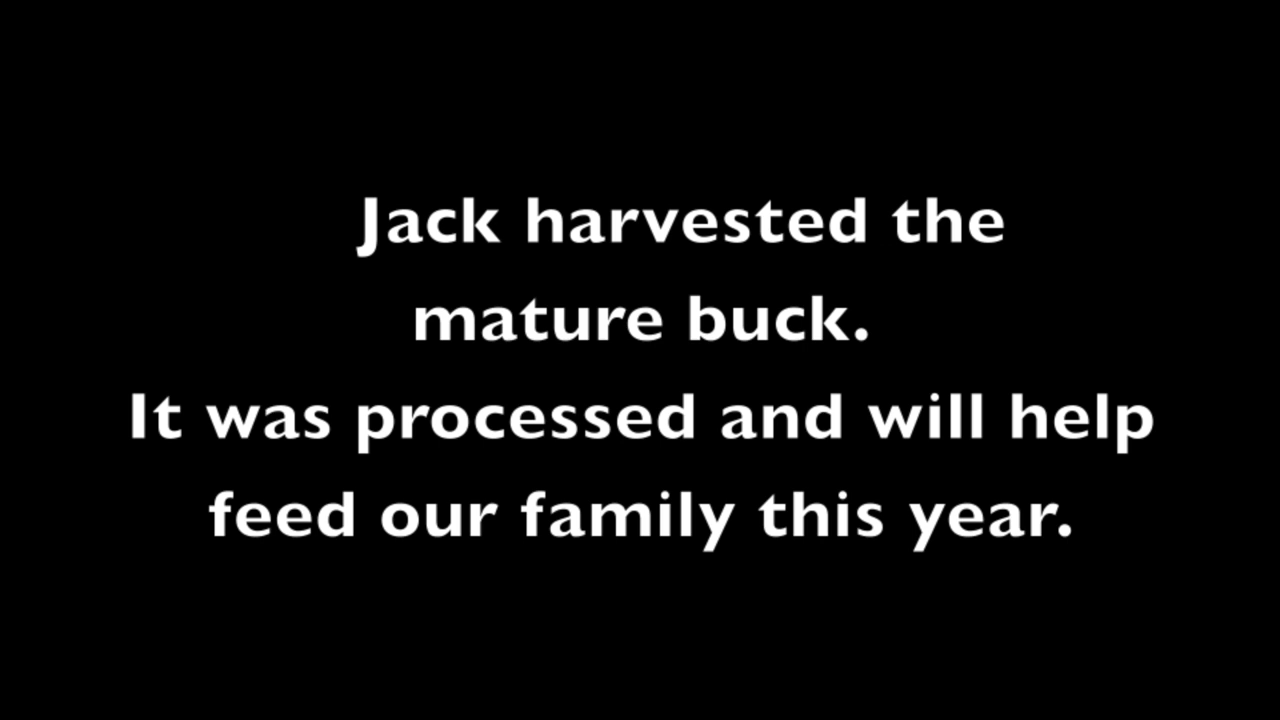 Jack harvested the
mature buck.
It was processed and will help
feed our family this year.